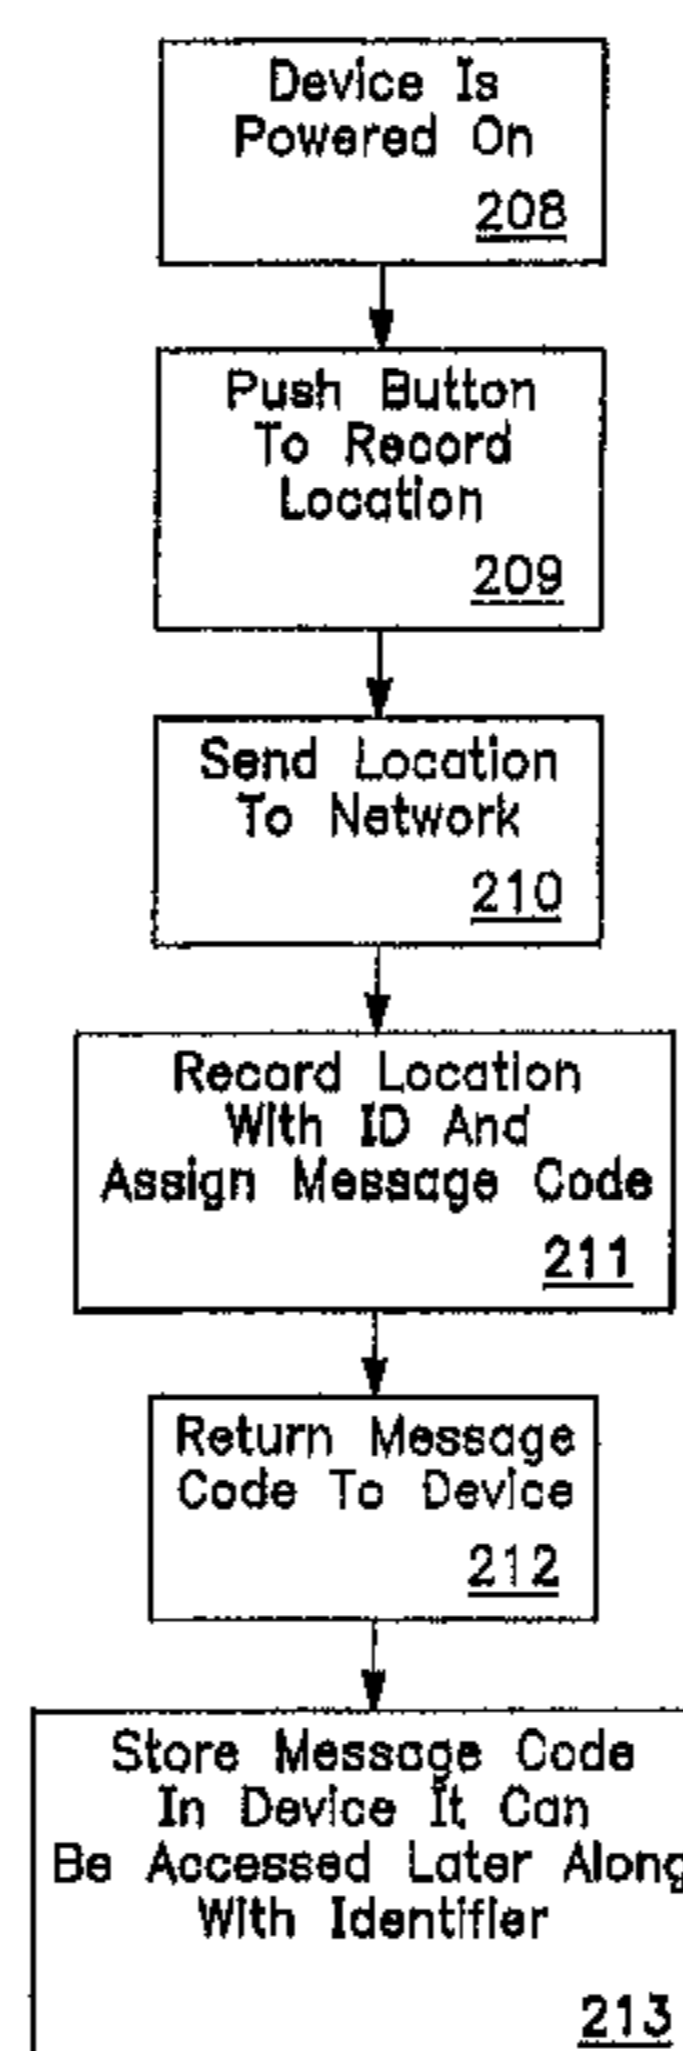 Device Is
Powered On
208
Push Button
To Record
Location
209
Send Location
To Network
210
Record Location
With ID And
Assign Message Code
211
Return Message
Code To Device
212
Store Message Code
In Device It Can
Be Accessed Later Along
With Identifier
213